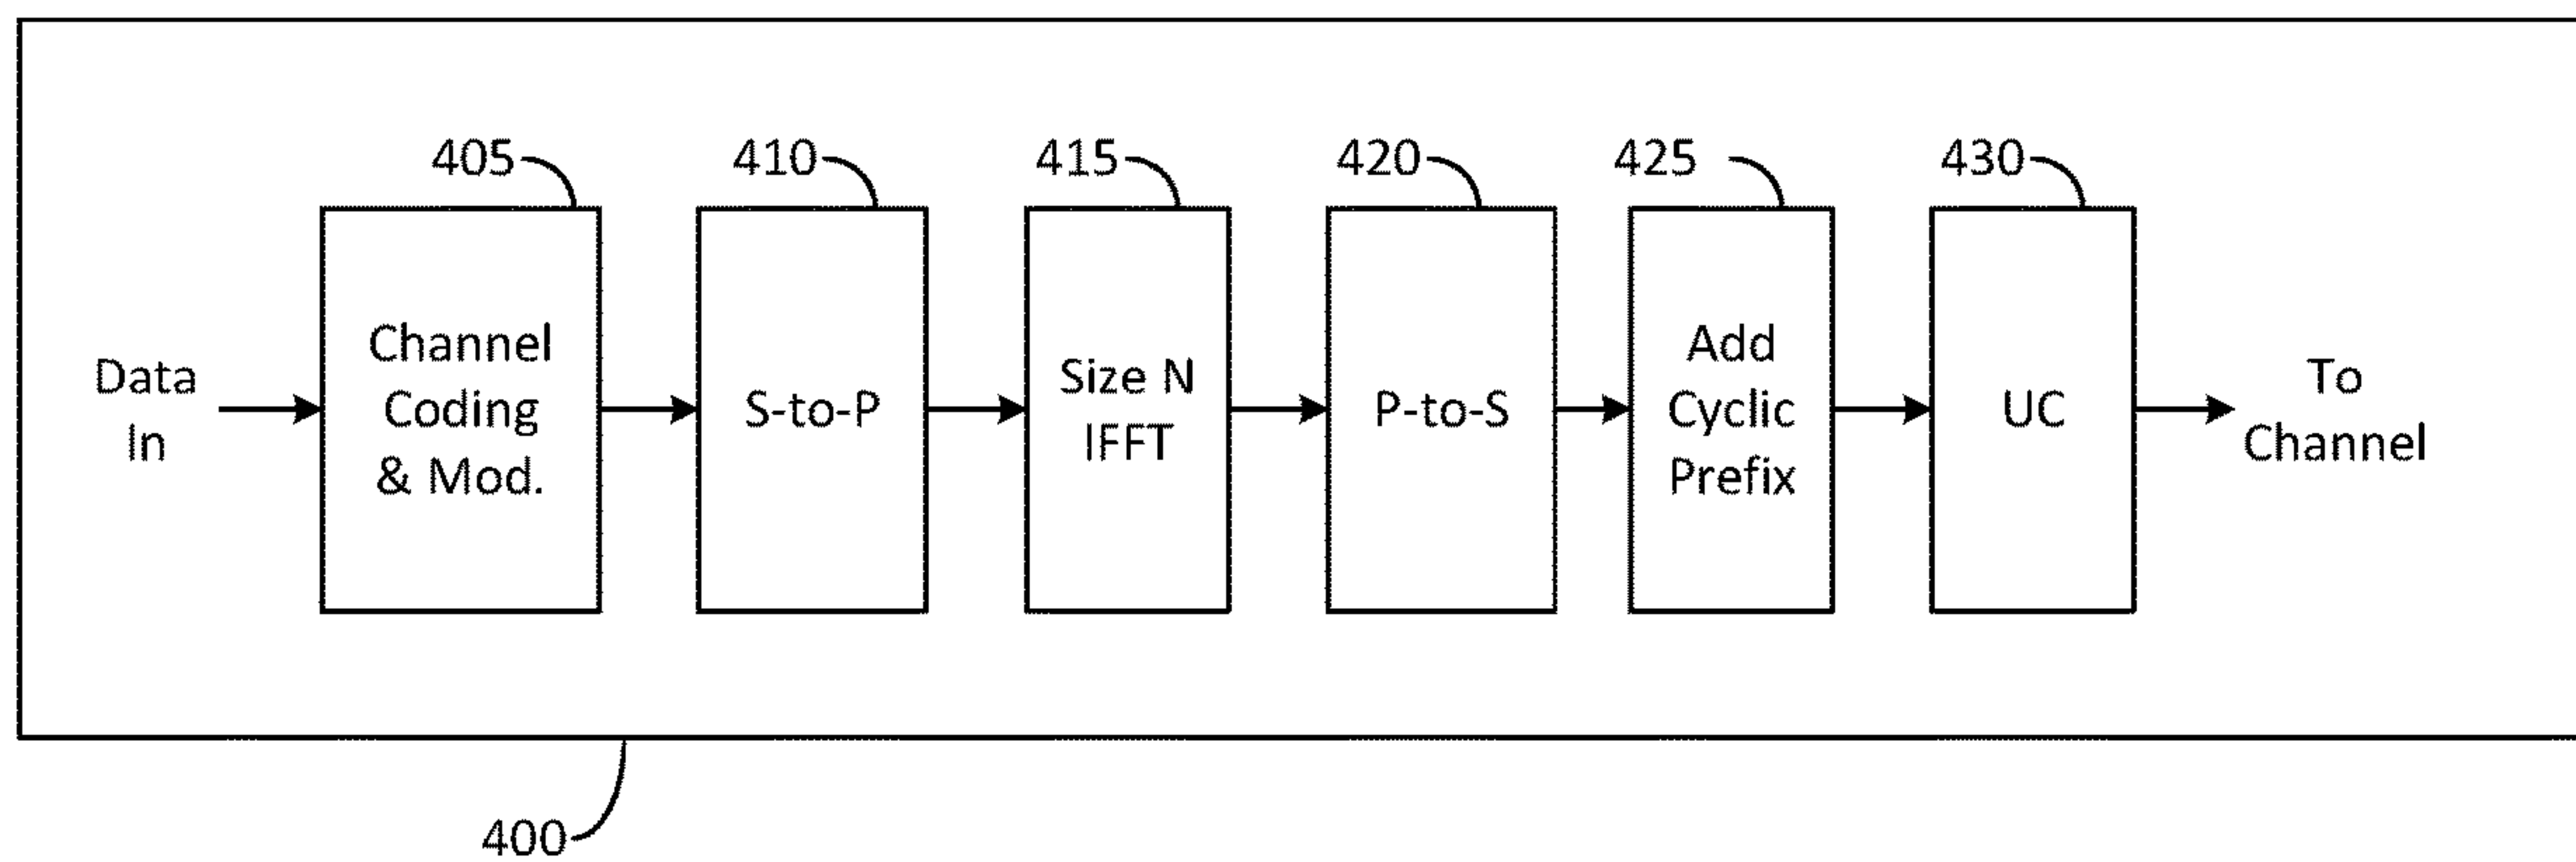 405
410
415
420
425
430
Data
In
Channel
Coding
& Mod.
S-to-P
Size N
IFFT
P-to-S
Add
Cyclic
Prefix
UC
To
Channel
400